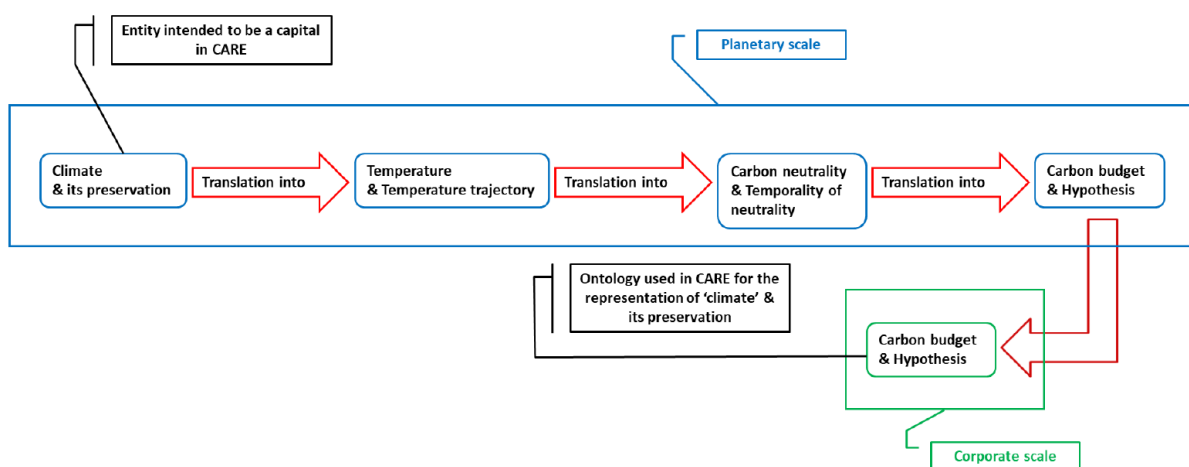 Entity intended to be a capital
in CARE
Planetary scale
Climate
& its preservation
Translation into
Temperature
& Temperature trajectory
Translation into
Carbon neutrality
& Temporality of
neutrality
Translation into
Carbon budget
& Hypothesis
Ontology used in CARE for the
representation of ‘climate’ &
its preservation
Carbon budget
& Hypothesis
Corporate scale